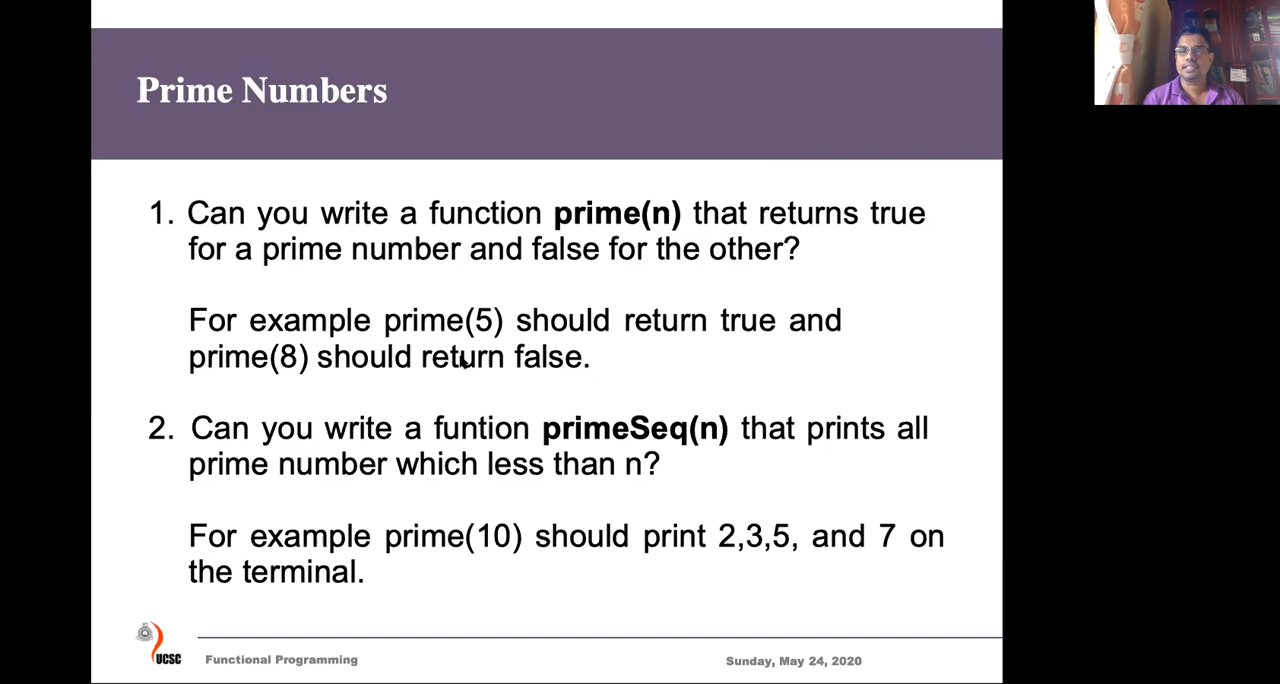 Prime Numbers
1. Can you write a function prime(n) that returns true
for a prime number and false for the other?
For example prime(5) should return true and
prime(8) should return false.
2. Can you write a funtion primeSeq(n) that prints all
prime number which less than n?
For example prime(10) should print 2,3,5, and 7 on
the terminal.
UCSC
Functional Programming
Sunday, May 24, 2020